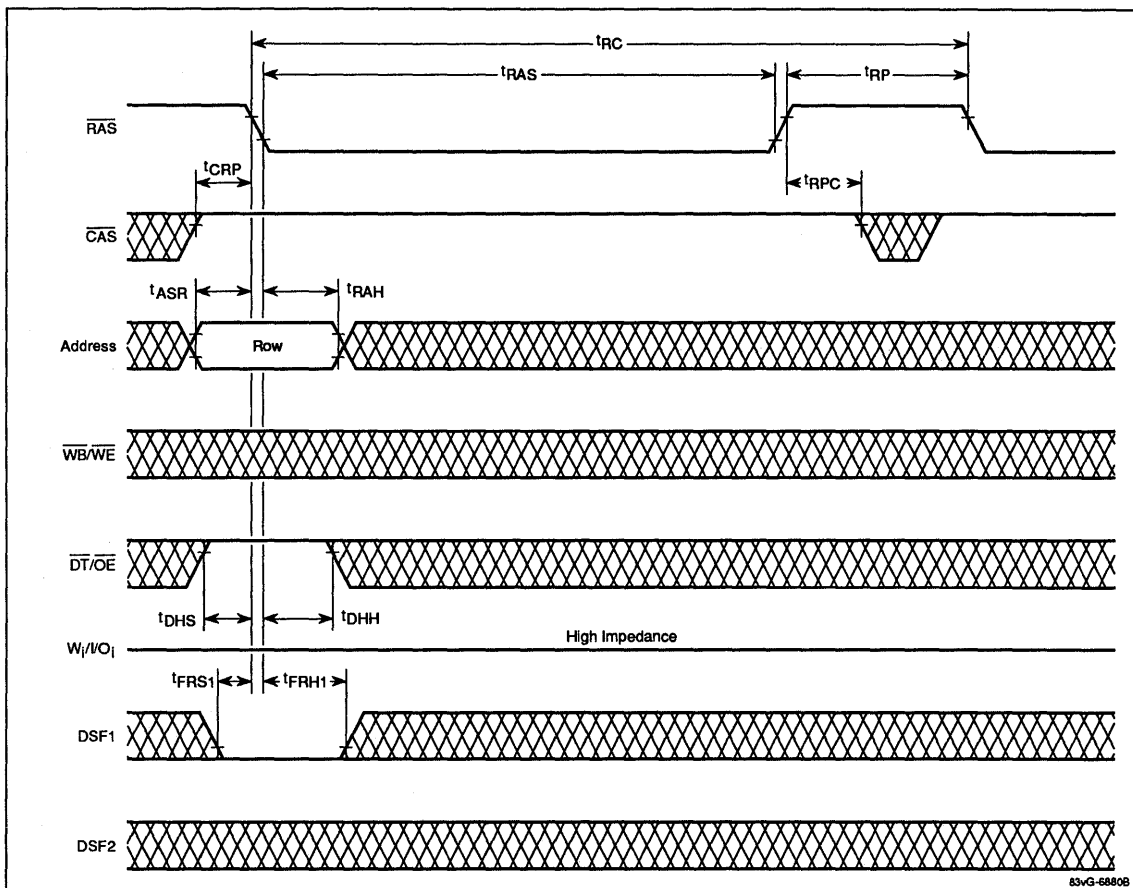 tRC
tRAS
tRP
RAS
tCRP
tRPC
CAS
tASR
tRAH
Address
Row
WB/WE
DT/OE
tDHS
tDHH
High Impedance
Wi/I/Oi
tFRS1
tFRH1
DSF1
DSF2
83vG-6880B